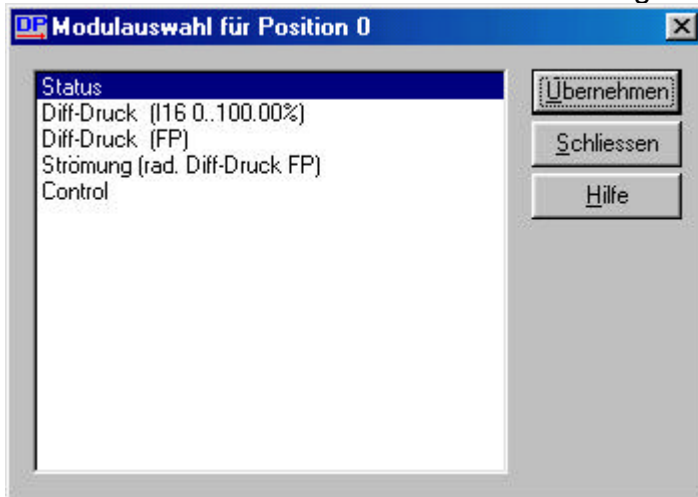 DP Modulauswahl für Position 0
Status
Diff-Druck (I16 0..100.00%)
Diff-Druck (FP)
Strömung (rad. Diff-Druck FP)
Control
Übernehmen
Schliessen
Hilfe